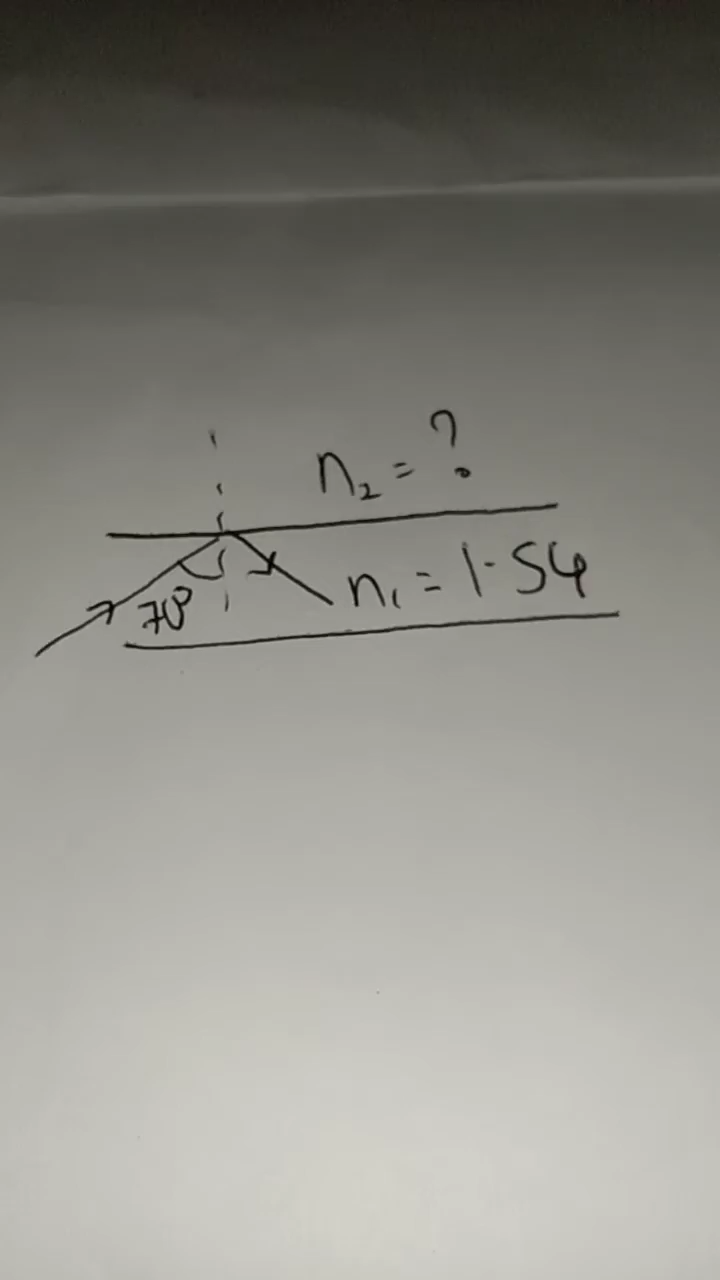 n₂ = ?
70°
n₁ = 1.54